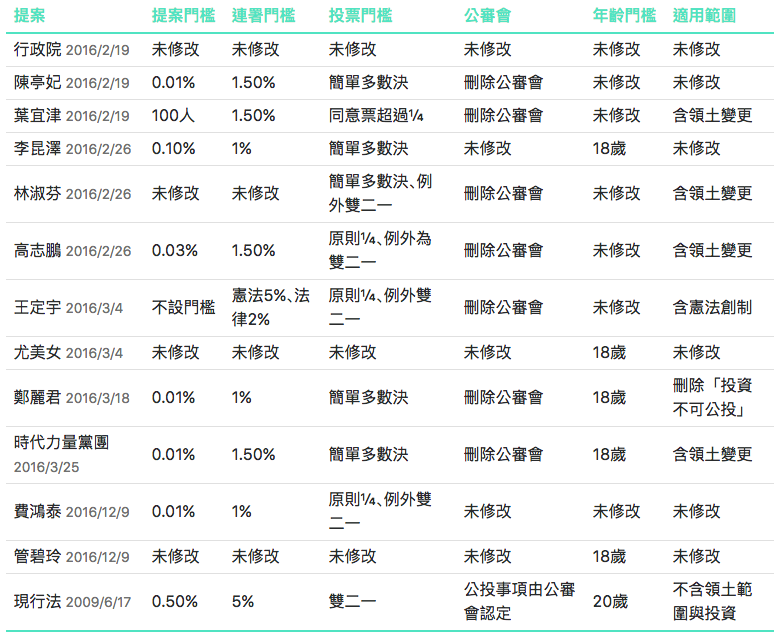 提案 提案門檻 連署門檻 投票門檻 公審會 年齡門檻 適用範圍
行政院 2016/2/19 未修改 未修改 未修改 未修改 未修改 未修改
陳亭妃 2016/2/19 0.01% 1.50% 簡單多數決 刪除公審會 未修改 未修改
葉宜津 2016/2/19 100人 1.50% 同意票超過¼ 刪除公審會 未修改 含領土變更
李昆澤 2016/2/26 0.10% 1% 簡單多數決 未修改 18歲 未修改
林淑芬 2016/2/26 未修改 未修改 簡單多數決、例
外雙二一 刪除公審會 未修改 含領土變更
高志鵬 2016/2/26 0.03% 1.50% 原則¼、例外為
雙二一 刪除公審會 未修改 含領土變更
王定宇 2016/3/4 不設門檻 憲法5%、法
律2% 原則¼、例外雙
二一 刪除公審會 未修改 含憲法創制
尤美女 2016/3/4 未修改 未修改 未修改 未修改 18歲 未修改
鄭麗君 2016/3/18 0.01% 1% 簡單多數決 刪除公審會 18歲 刪除「投資
不可公投」
時代力量黨團
2016/3/25 0.01% 1.50% 簡單多數決 刪除公審會 18歲 含領土變更
費鴻泰 2016/12/9 0.01% 1% 原則¼、例外雙
二一 未修改 未修改 未修改
管碧玲 2016/12/9 未修改 未修改 未修改 未修改 18歲 未修改
現行法 2009/6/17 0.50% 5% 雙二一 公投事項由公審
會認定 20歲 不含領土範
圍與投資